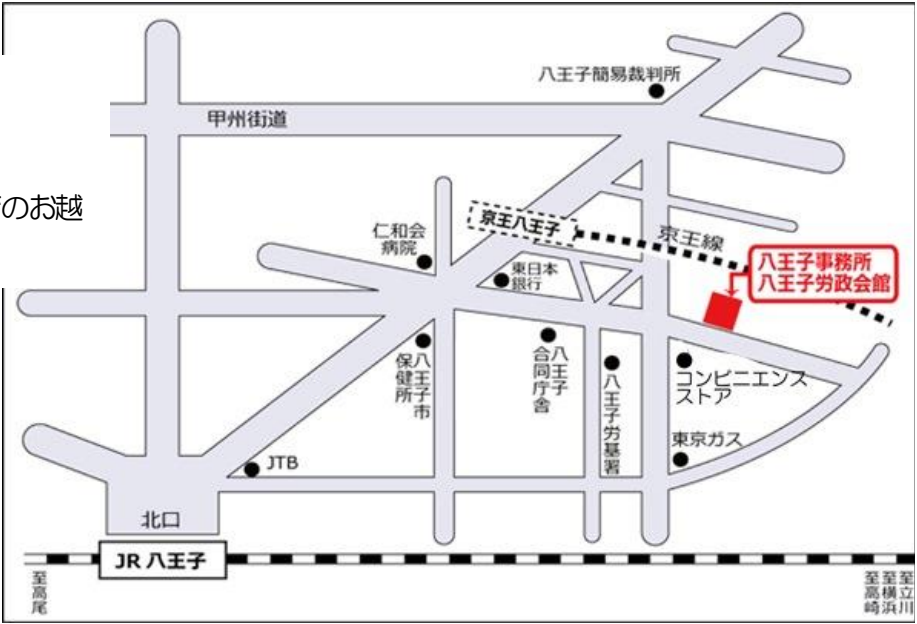 八王子簡易裁判所
甲州街道
のお越
仁和会
病院
京王八王子
京王線
東日本
銀行
八王子事務所
八王子労政会館
八王子市
保健所
八王子
合同庁舎
八王子労基署
コンビニエンス
ストア
東京ガス
JTB
北口
JR 八王子
至高尾
至立川
至横浜
至高崎